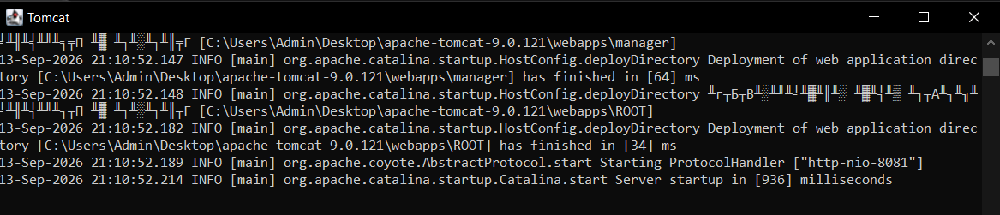 Tomcat
[C:\Users\Admin\Desktop\apache-tomcat-9.0.121\webapps\manager]
13-Sep-2026 21:10:52.147 INFO [main] org.apache.catalina.startup.HostConfig.deployDirectory Deployment of web application direc
tory [C:\Users\Admin\Desktop\apache-tomcat-9.0.121\webapps\manager] has finished in [64] ms
13-Sep-2026 21:10:52.148 INFO [main] org.apache.catalina.startup.HostConfig.deployDirectory
[C:\Users\Admin\Desktop\apache-tomcat-9.0.121\webapps\ROOT]
13-Sep-2026 21:10:52.182 INFO [main] org.apache.catalina.startup.HostConfig.deployDirectory Deployment of web application direc
tory [C:\Users\Admin\Desktop\apache-tomcat-9.0.121\webapps\ROOT] has finished in [34] ms
13-Sep-2026 21:10:52.189 INFO [main] org.apache.coyote.AbstractProtocol.start Starting ProtocolHandler ["http-nio-8081"]
13-Sep-2026 21:10:52.214 INFO [main] org.apache.catalina.startup.Catalina.start Server startup in [936] milliseconds